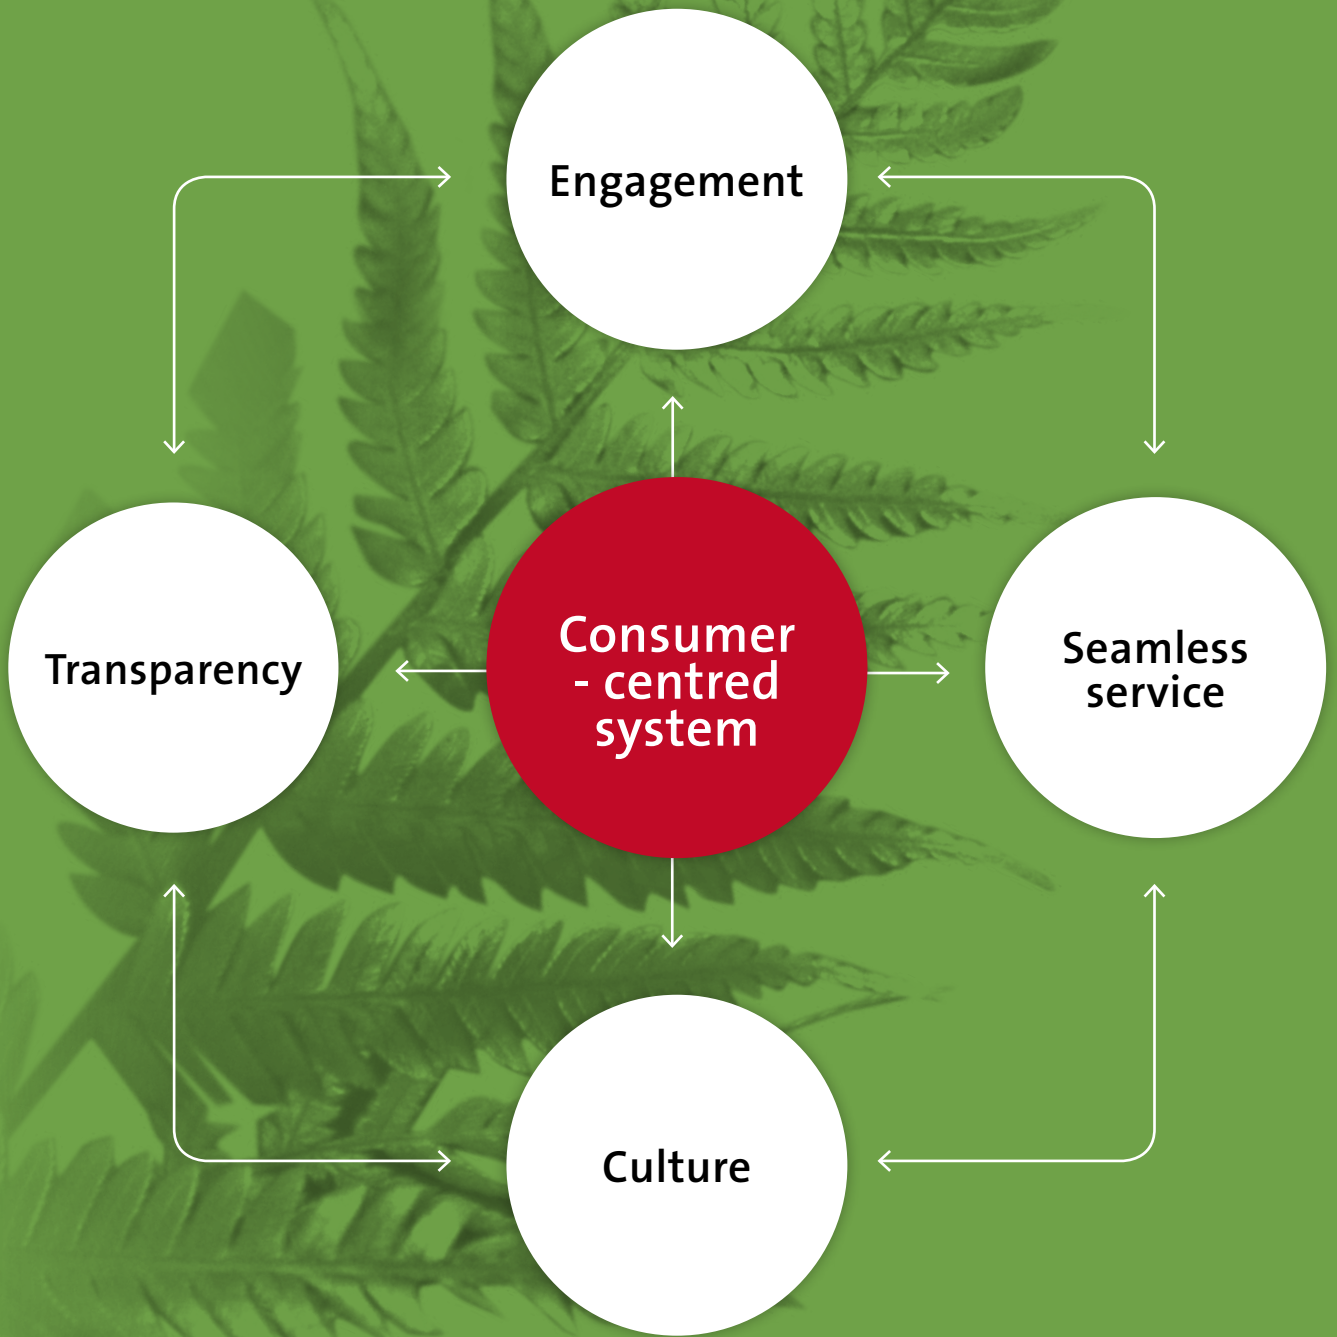 Engagement
Transparency
Consumer
- centred
system
Seamless
service
Culture